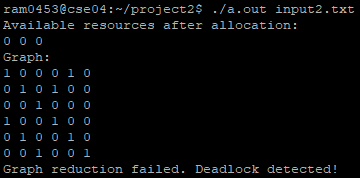 ram0453@cse04:~/project2$ ./a.out input2.txt
Available resources after allocation:
0 0 0
Graph:
1 0 0 0 1 0
0 1 0 1 0 0
0 0 1 0 0 0
1 0 0 1 0 0
0 1 0 0 1 0
0 0 1 0 0 1
Graph reduction failed. Deadlock detected!